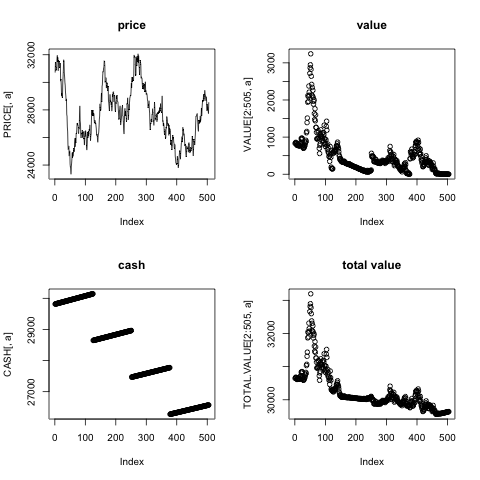 price
PRICE[, a]
24000 28000 32000
0 100 200 300 400 500
Index
value
VALUE[2:505, a]
0 1000 2000 3000
0 100 200 300 400 500
Index
cash
CASH[, a]
27000 29000
0 100 200 300 400 500
Index
total value
TOTAL.VALUE[2:505, a]
30000 32000
0 100 200 300 400 500
Index